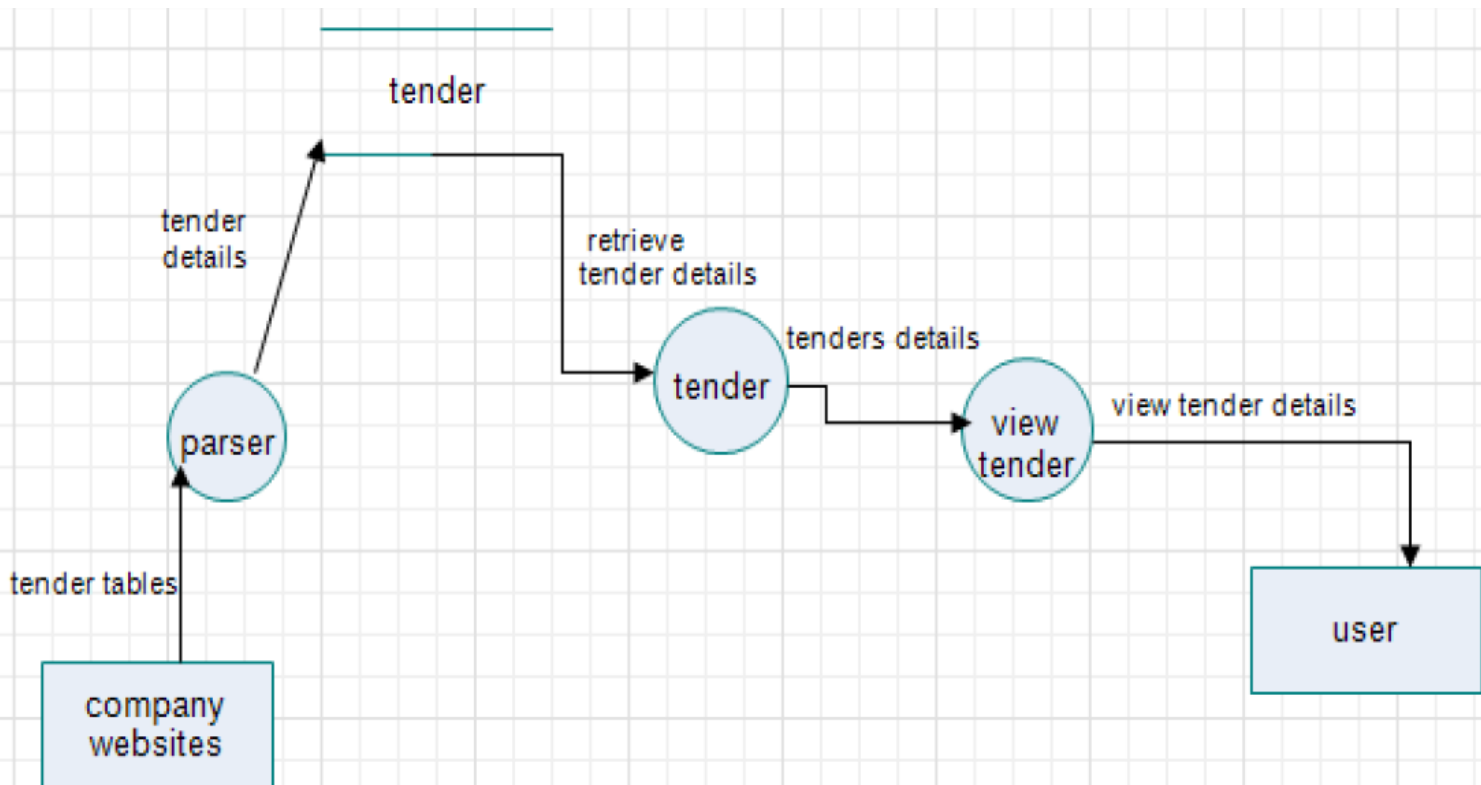 tender
tender
details
retrieve
tender details
tenders details
tender
view tender details
view
tender
parser
tender tables
user
company
websites